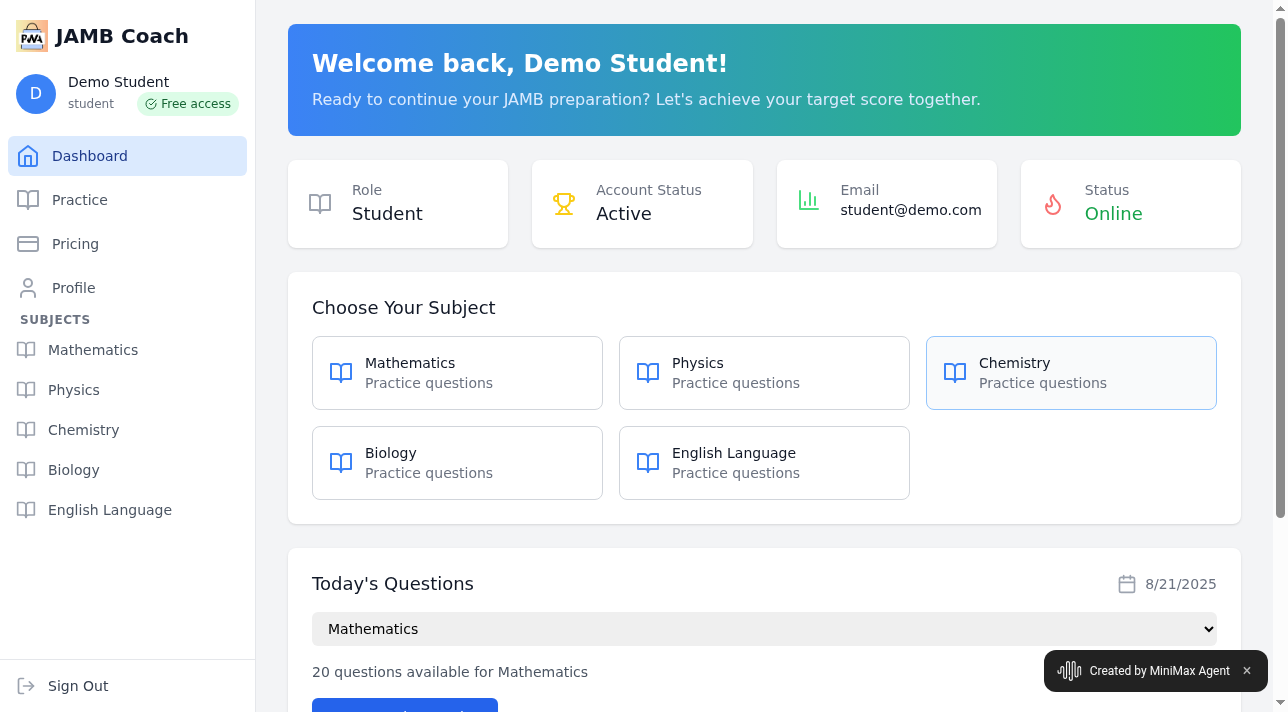 PWA
JAMB Coach
D
Demo Student
student
Free access
Dashboard
Practice
Pricing
Profile
SUBJECTS
Mathematics
Physics
Chemistry
Biology
English Language
Sign Out
Welcome back, Demo Student!
Ready to continue your JAMB preparation? Let's achieve your target score together.
Role
Student
Account Status
Active
Email
student@demo.com
Status
Online
Choose Your Subject
Mathematics
Practice questions
Physics
Practice questions
Chemistry
Practice questions
Biology
Practice questions
English Language
Practice questions
Today's Questions
8/21/2025
Mathematics
20 questions available for Mathematics
Created by MiniMax Agent ×